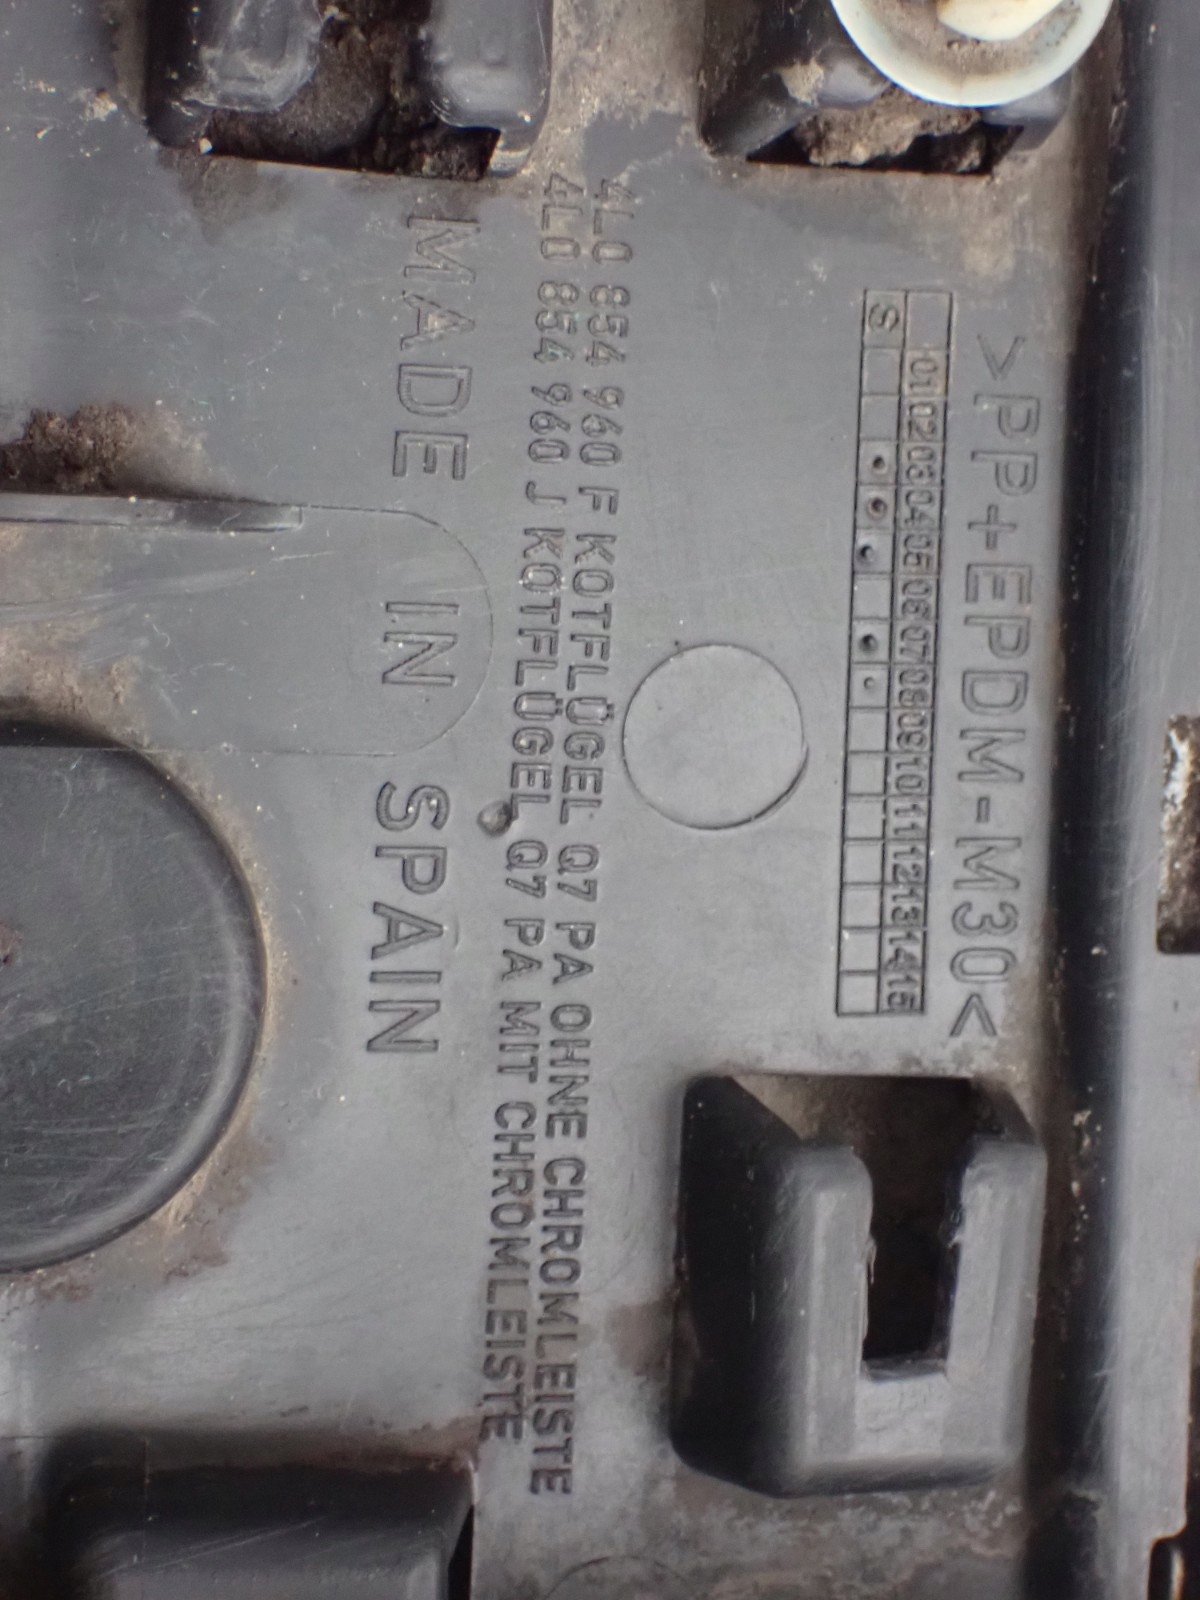 >PP+EPDM-M30<
01 02 03 04 05 06 07 08 09 10 11 12 13 14 15
S
4L0 854 960 F KOTFLÜGEL Q7 PA OHNE CHROMLEISTE
4L0 854 960 J KOTFLÜGEL Q7 PA MIT CHROMLEISTE
MADE IN SPAIN